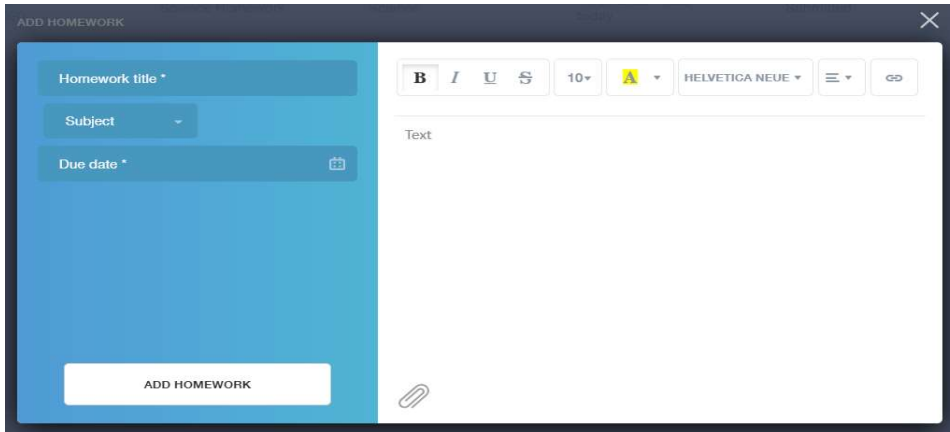 ADD HOMEWORK
Homework title *
Subject
Due date *
ADD HOMEWORK
B I U S 10 A HELVETICA NEUE
Text